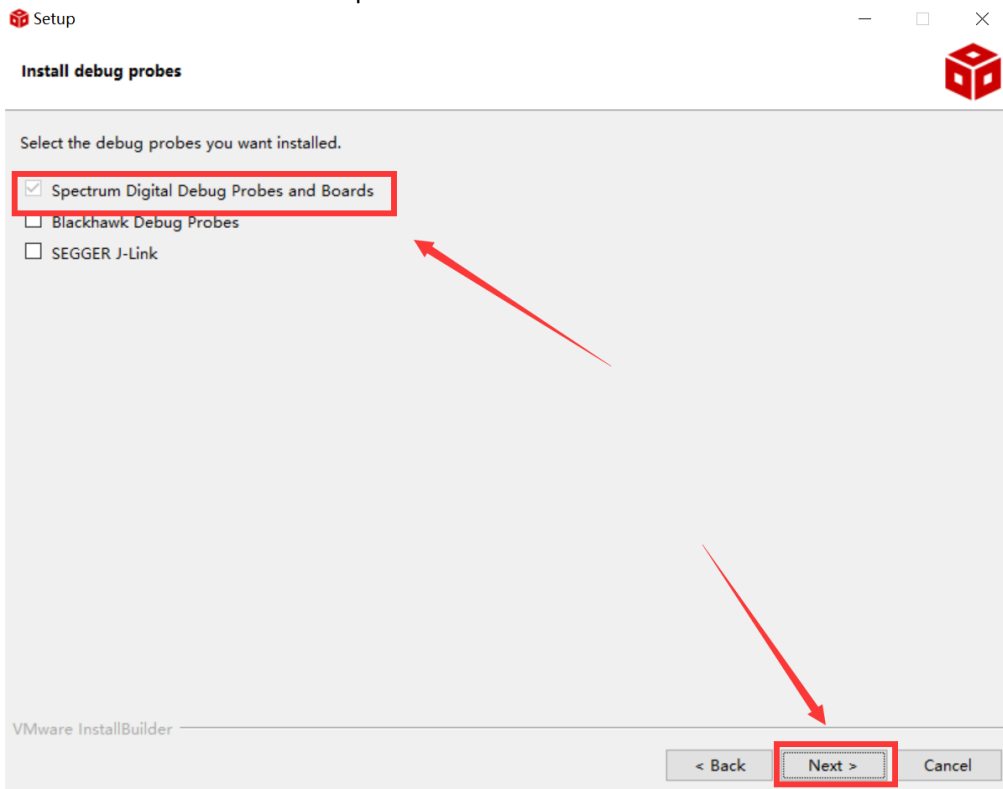 Setup
Install debug probes
Select the debug probes you want installed.
Spectrum Digital Debug Probes and Boards
Blackhawk Debug Probes
SEGGER J-Link
VMware InstallBuilder
< Back Next > Cancel